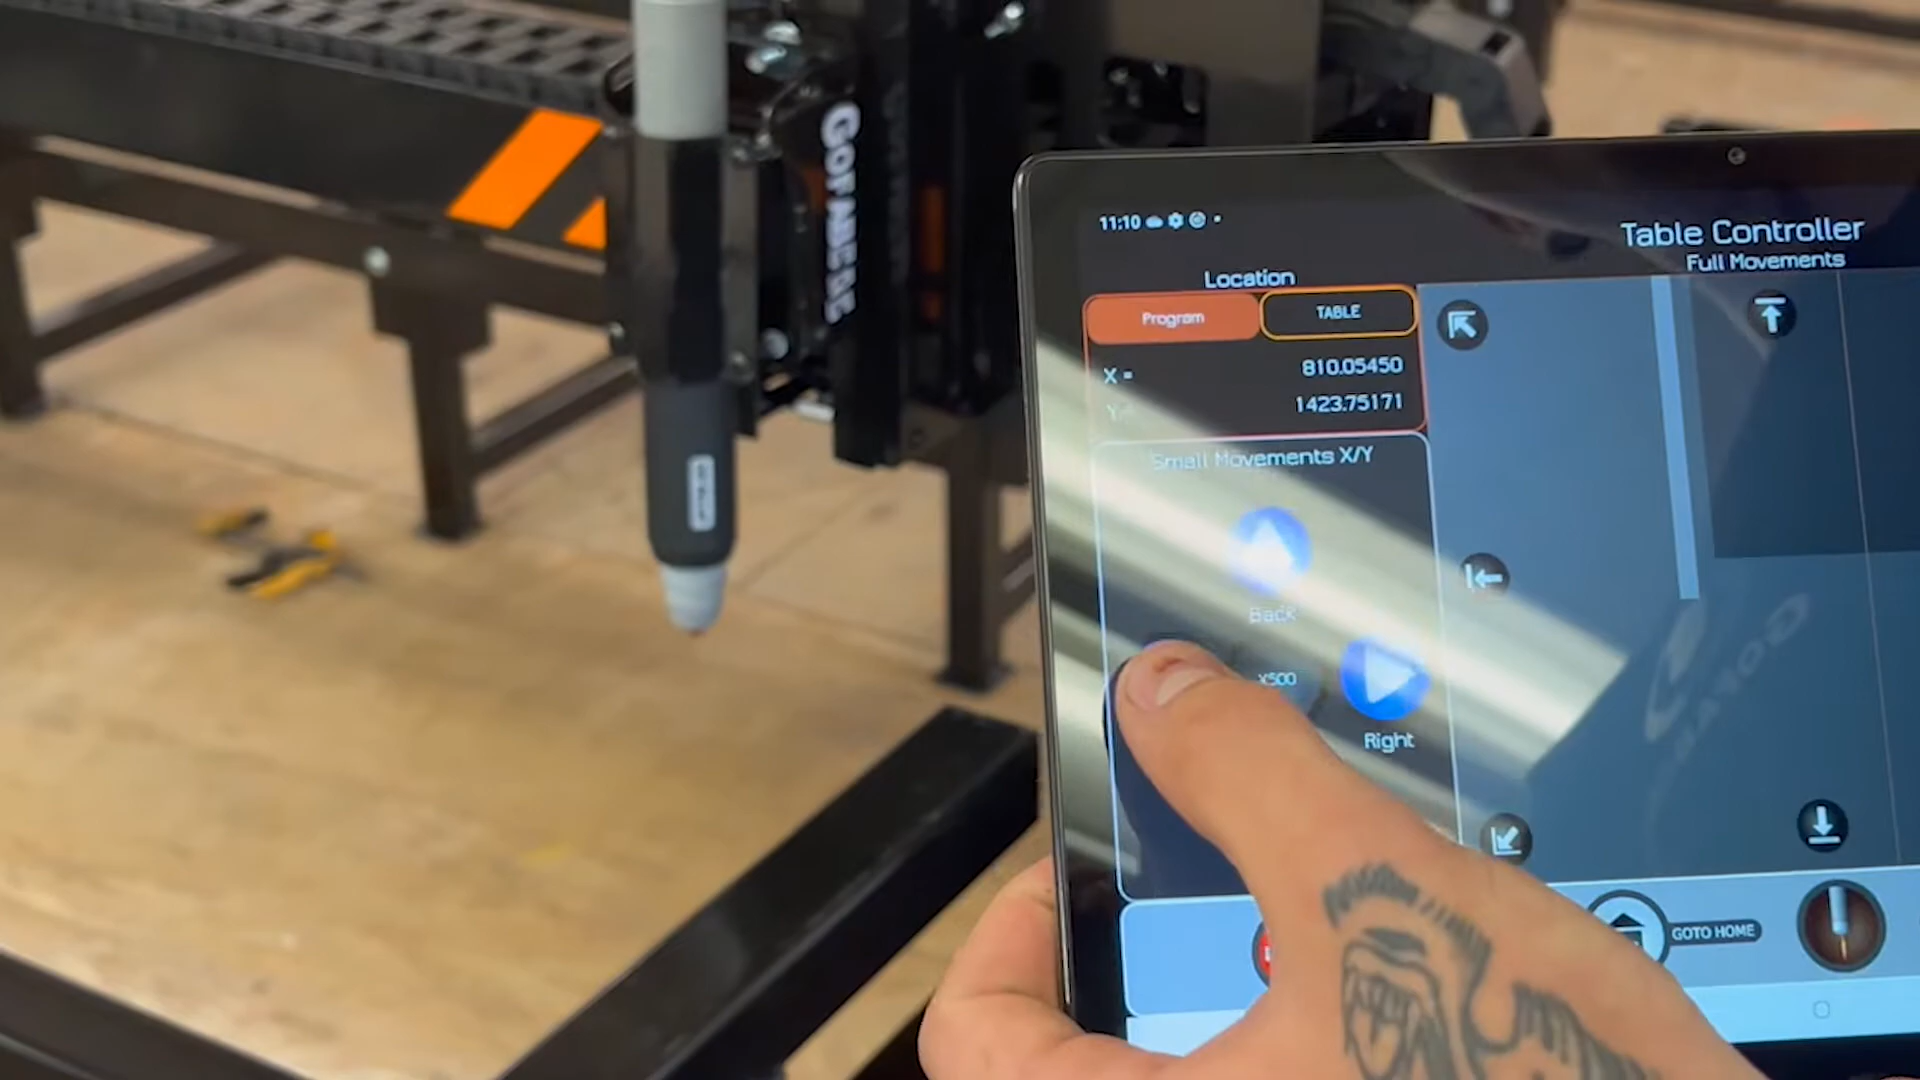 GOFABCNC
11:10
Table Controller
Full Movements
Location
Program
TABLE
X =
810.05450
Y=
1423.75171
Small Movements X/Y
Back
X500
Right
GOTO HOME